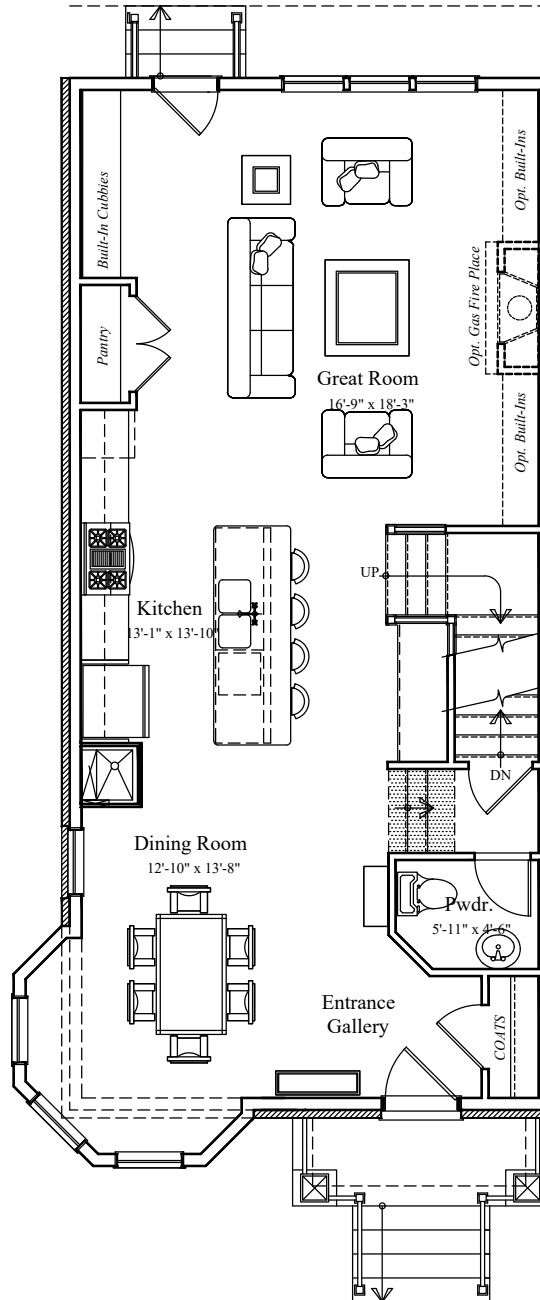 Opt. Built-Ins
Built-In Cubbies
Opt. Gas Fire Place
Pantry
Great Room
16'-9" x 18'-3"
Opt. Built-Ins
UP
Kitchen
13'-1" x 13'-10"
DN
Dining Room
12'-10" x 13'-8"
Pwdr.
5'-11" x 4'-6"
Entrance
Gallery
COATS